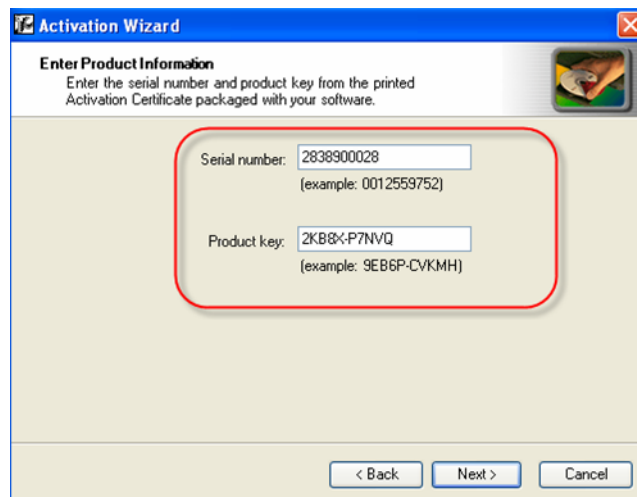 Activation Wizard
Enter Product Information
Enter the serial number and product key from the printed
Activation Certificate packaged with your software.
Serial number: 2838900028
(example: 0012559752)
Product key: 2KB8X-P7NVQ
(example: 9EB6P-CVKMH)
< Back Next > Cancel